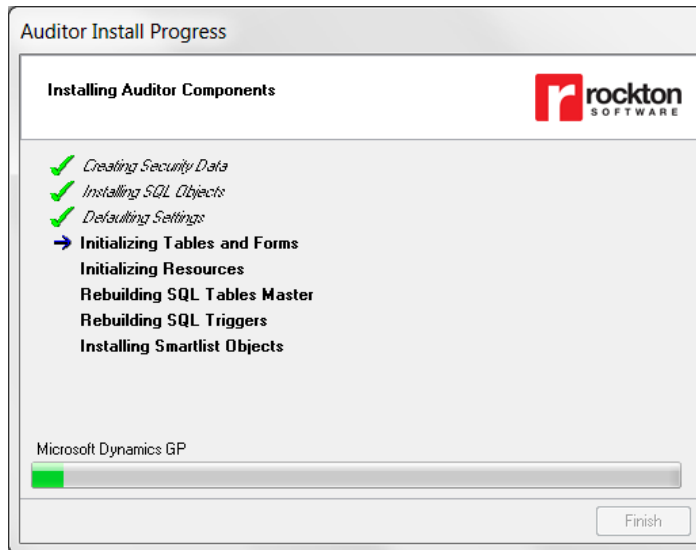 Auditor Install Progress
Installing Auditor Components
rockton
SOFTWARE
Creating Security Data
Installing SQL Objects
Defaulting Settings
Initializing Tables and Forms
Initializing Resources
Rebuilding SQL Tables Master
Rebuilding SQL Triggers
Installing Smartlist Objects
Microsoft Dynamics GP
Finish